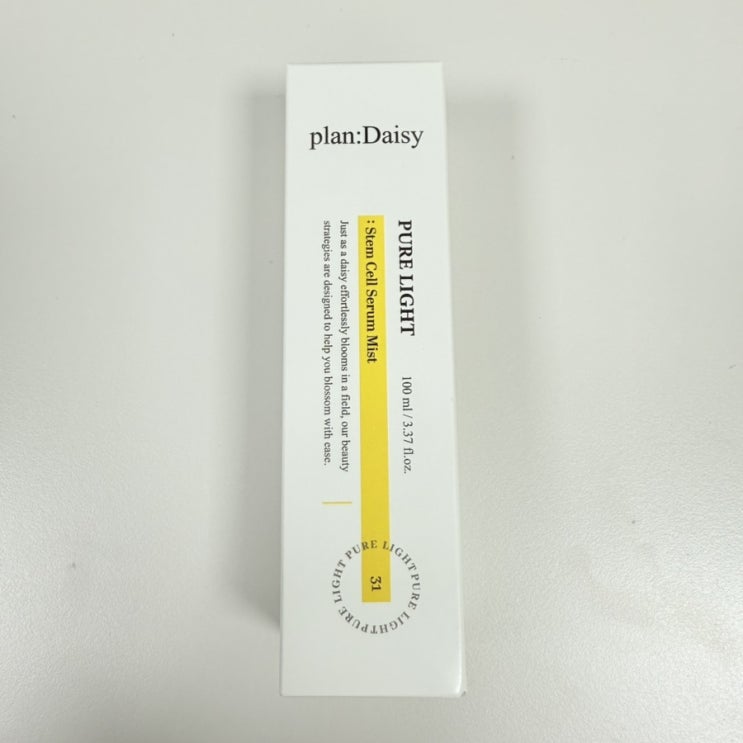 plan:Daisy
PURE LIGHT
100 ml / 3.37 fl.oz.
: Stem Cell Serum Mist
31
Just as a daisy effortlessly blooms in a field, our beauty
strategies are designed to help you blossom with ease.
PURE LIGHT PURE LIGHT PURE LIGHT